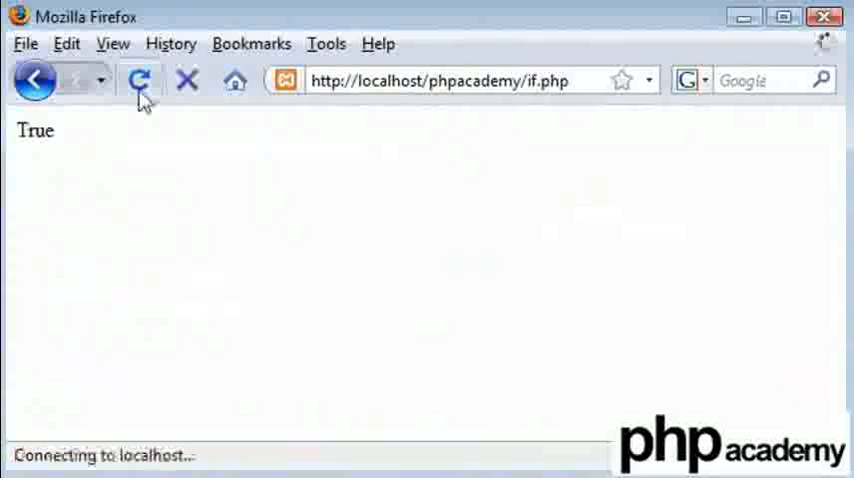 Mozilla Firefox
File Edit View History Bookmarks Tools Help
http://localhost/phpacademy/if.php
G Google
True
Connecting to localhost...
php academy